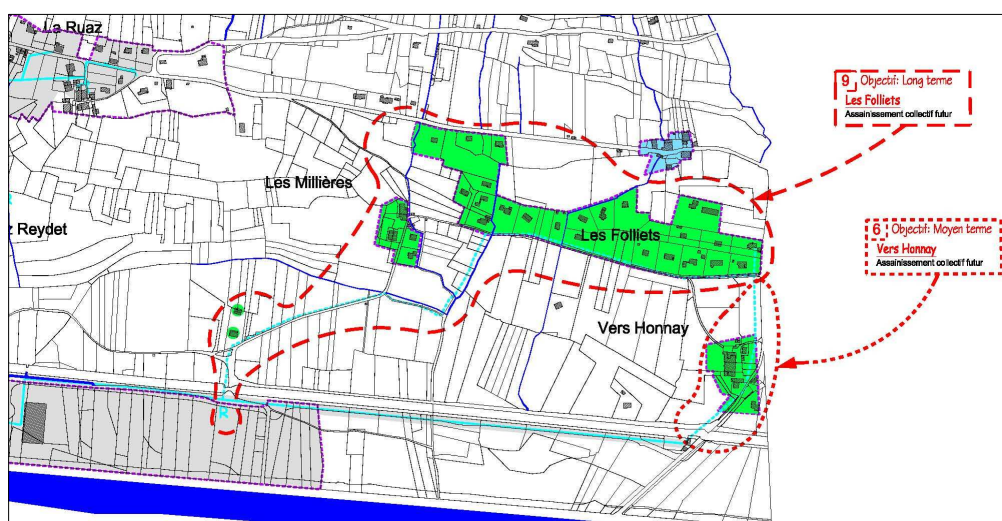 La Ruaz
9 Objectif: Long terme
Les Folliets
Assainissement collectif futur
Les Millières
z Reydet
Les Folliets
6 Objectif: Moyen terme
Vers Honnay
Assainissement collectif futur
Vers Honnay